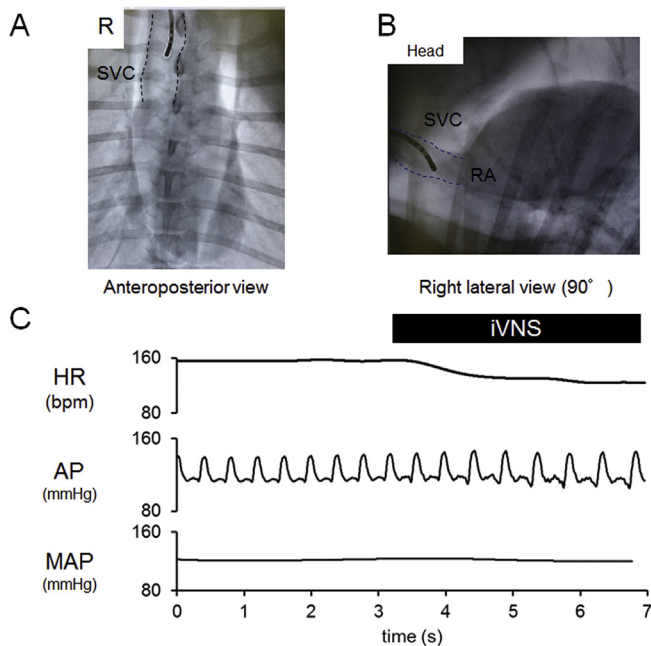 A
R
SVC
Anteroposterior view
B
Head
SVC
RA
Right lateral view (90° )
C
iVNS
HR
(bpm)
160
80
AP
(mmHg)
160
80
MAP
(mmHg)
160
80
0 1 2 3 4 5 6 7
time (s)